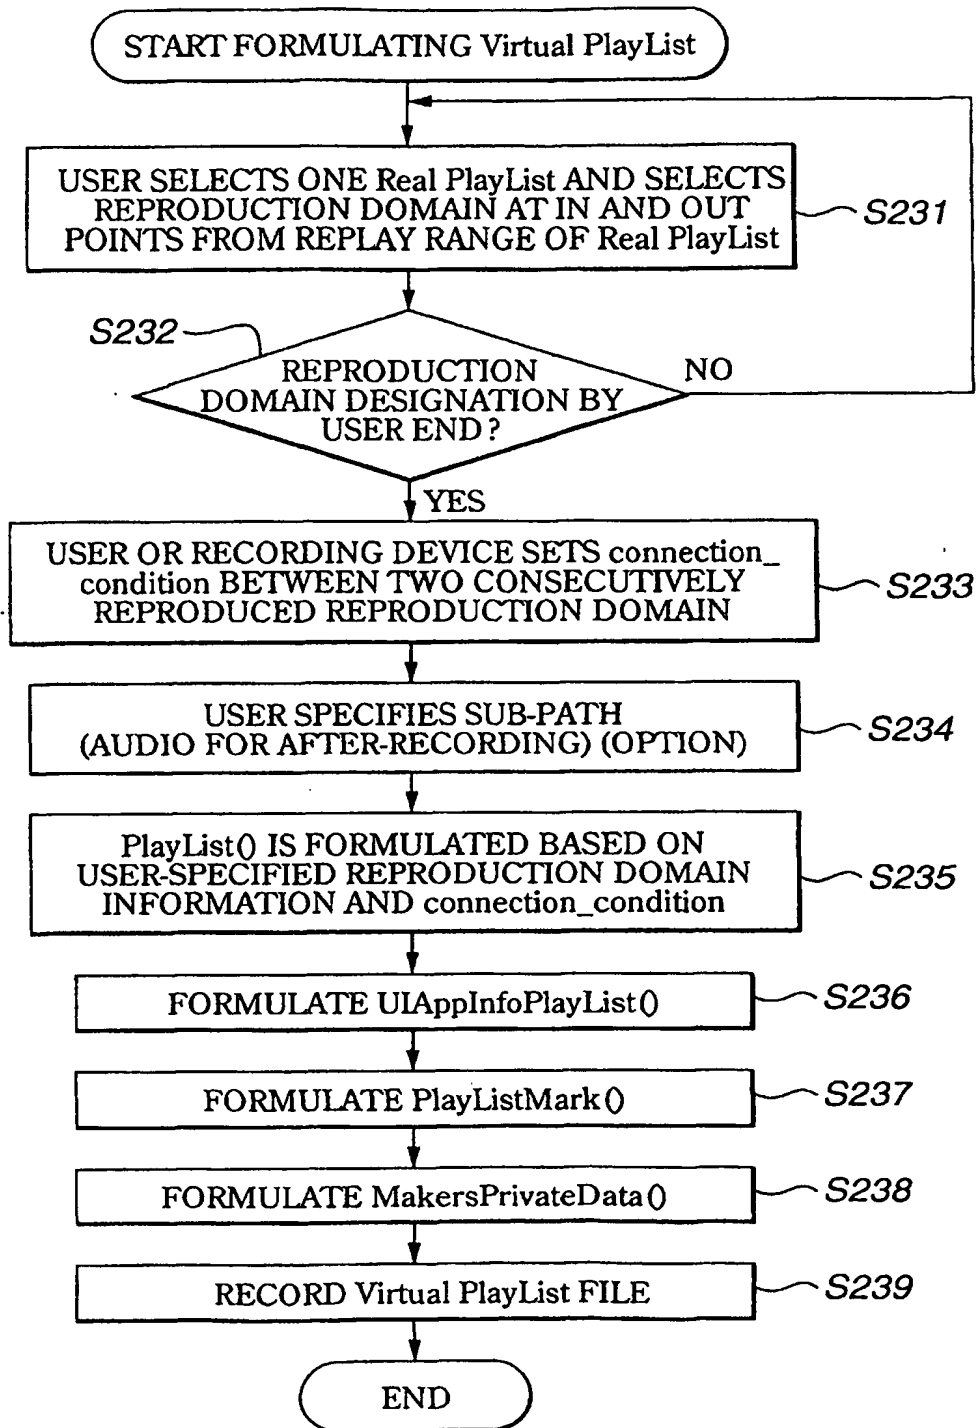 START FORMULATING Virtual PlayList
USER SELECTS ONE Real PlayList AND SELECTS
REPRODUCTION DOMAIN AT IN AND OUT
POINTS FROM REPLAY RANGE OF Real PlayList
S231
S232
REPRODUCTION
DOMAIN DESIGNATION BY
USER END?
NO
YES
USER OR RECORDING DEVICE SETS connection_
condition BETWEEN TWO CONSECUTIVELY
REPRODUCED REPRODUCTION DOMAIN
S233
USER SPECIFIES SUB-PATH
(AUDIO FOR AFTER-RECORDING) (OPTION)
S234
PlayList() IS FORMULATED BASED ON
USER-SPECIFIED REPRODUCTION DOMAIN
INFORMATION AND connection_condition
S235
FORMULATE UIAppInfoPlayList()
S236
FORMULATE PlayListMark()
S237
FORMULATE MakersPrivateData()
S238
RECORD Virtual PlayList FILE
S239
END